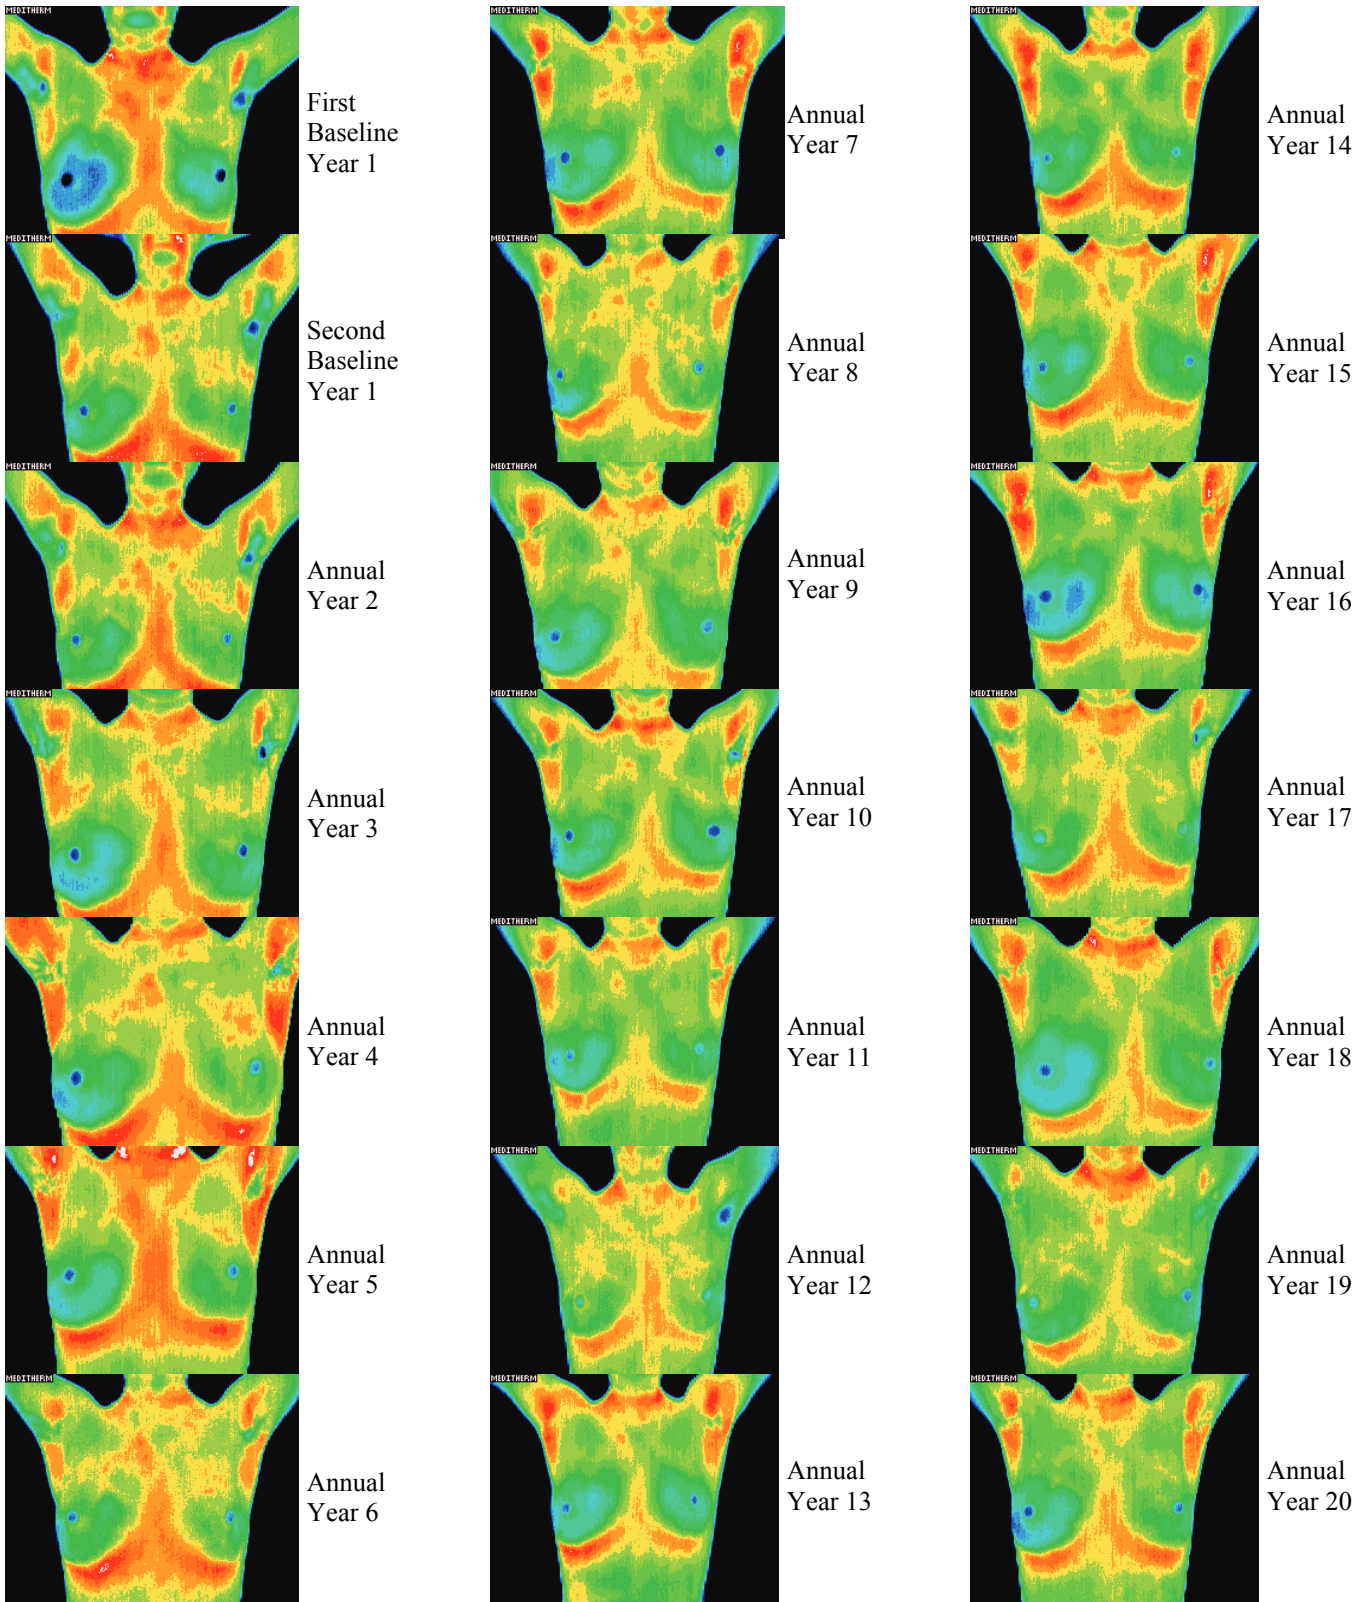 MEDITHERM
First
Baseline
Year 1
MEDITHERM
Second
Baseline
Year 1
MEDITHERM
Annual
Year 2
MEDITHERM
Annual
Year 3
Annual
Year 4
Annual
Year 5
MEDITHERM
Annual
Year 6
MEDITHERM
Annual
Year 7
MEDITHERM
Annual
Year 8
MEDITHERM
Annual
Year 9
MEDITHERM
Annual
Year 10
MEDITHERM
Annual
Year 11
MEDITHERM
Annual
Year 12
MEDITHERM
Annual
Year 13
MEDITHERM
Annual
Year 14
MEDITHERM
Annual
Year 15
MEDITHERM
Annual
Year 16
MEDITHERM
Annual
Year 17
MEDITHERM
Annual
Year 18
MEDITHERM
Annual
Year 19
MEDITHERM
Annual
Year 20